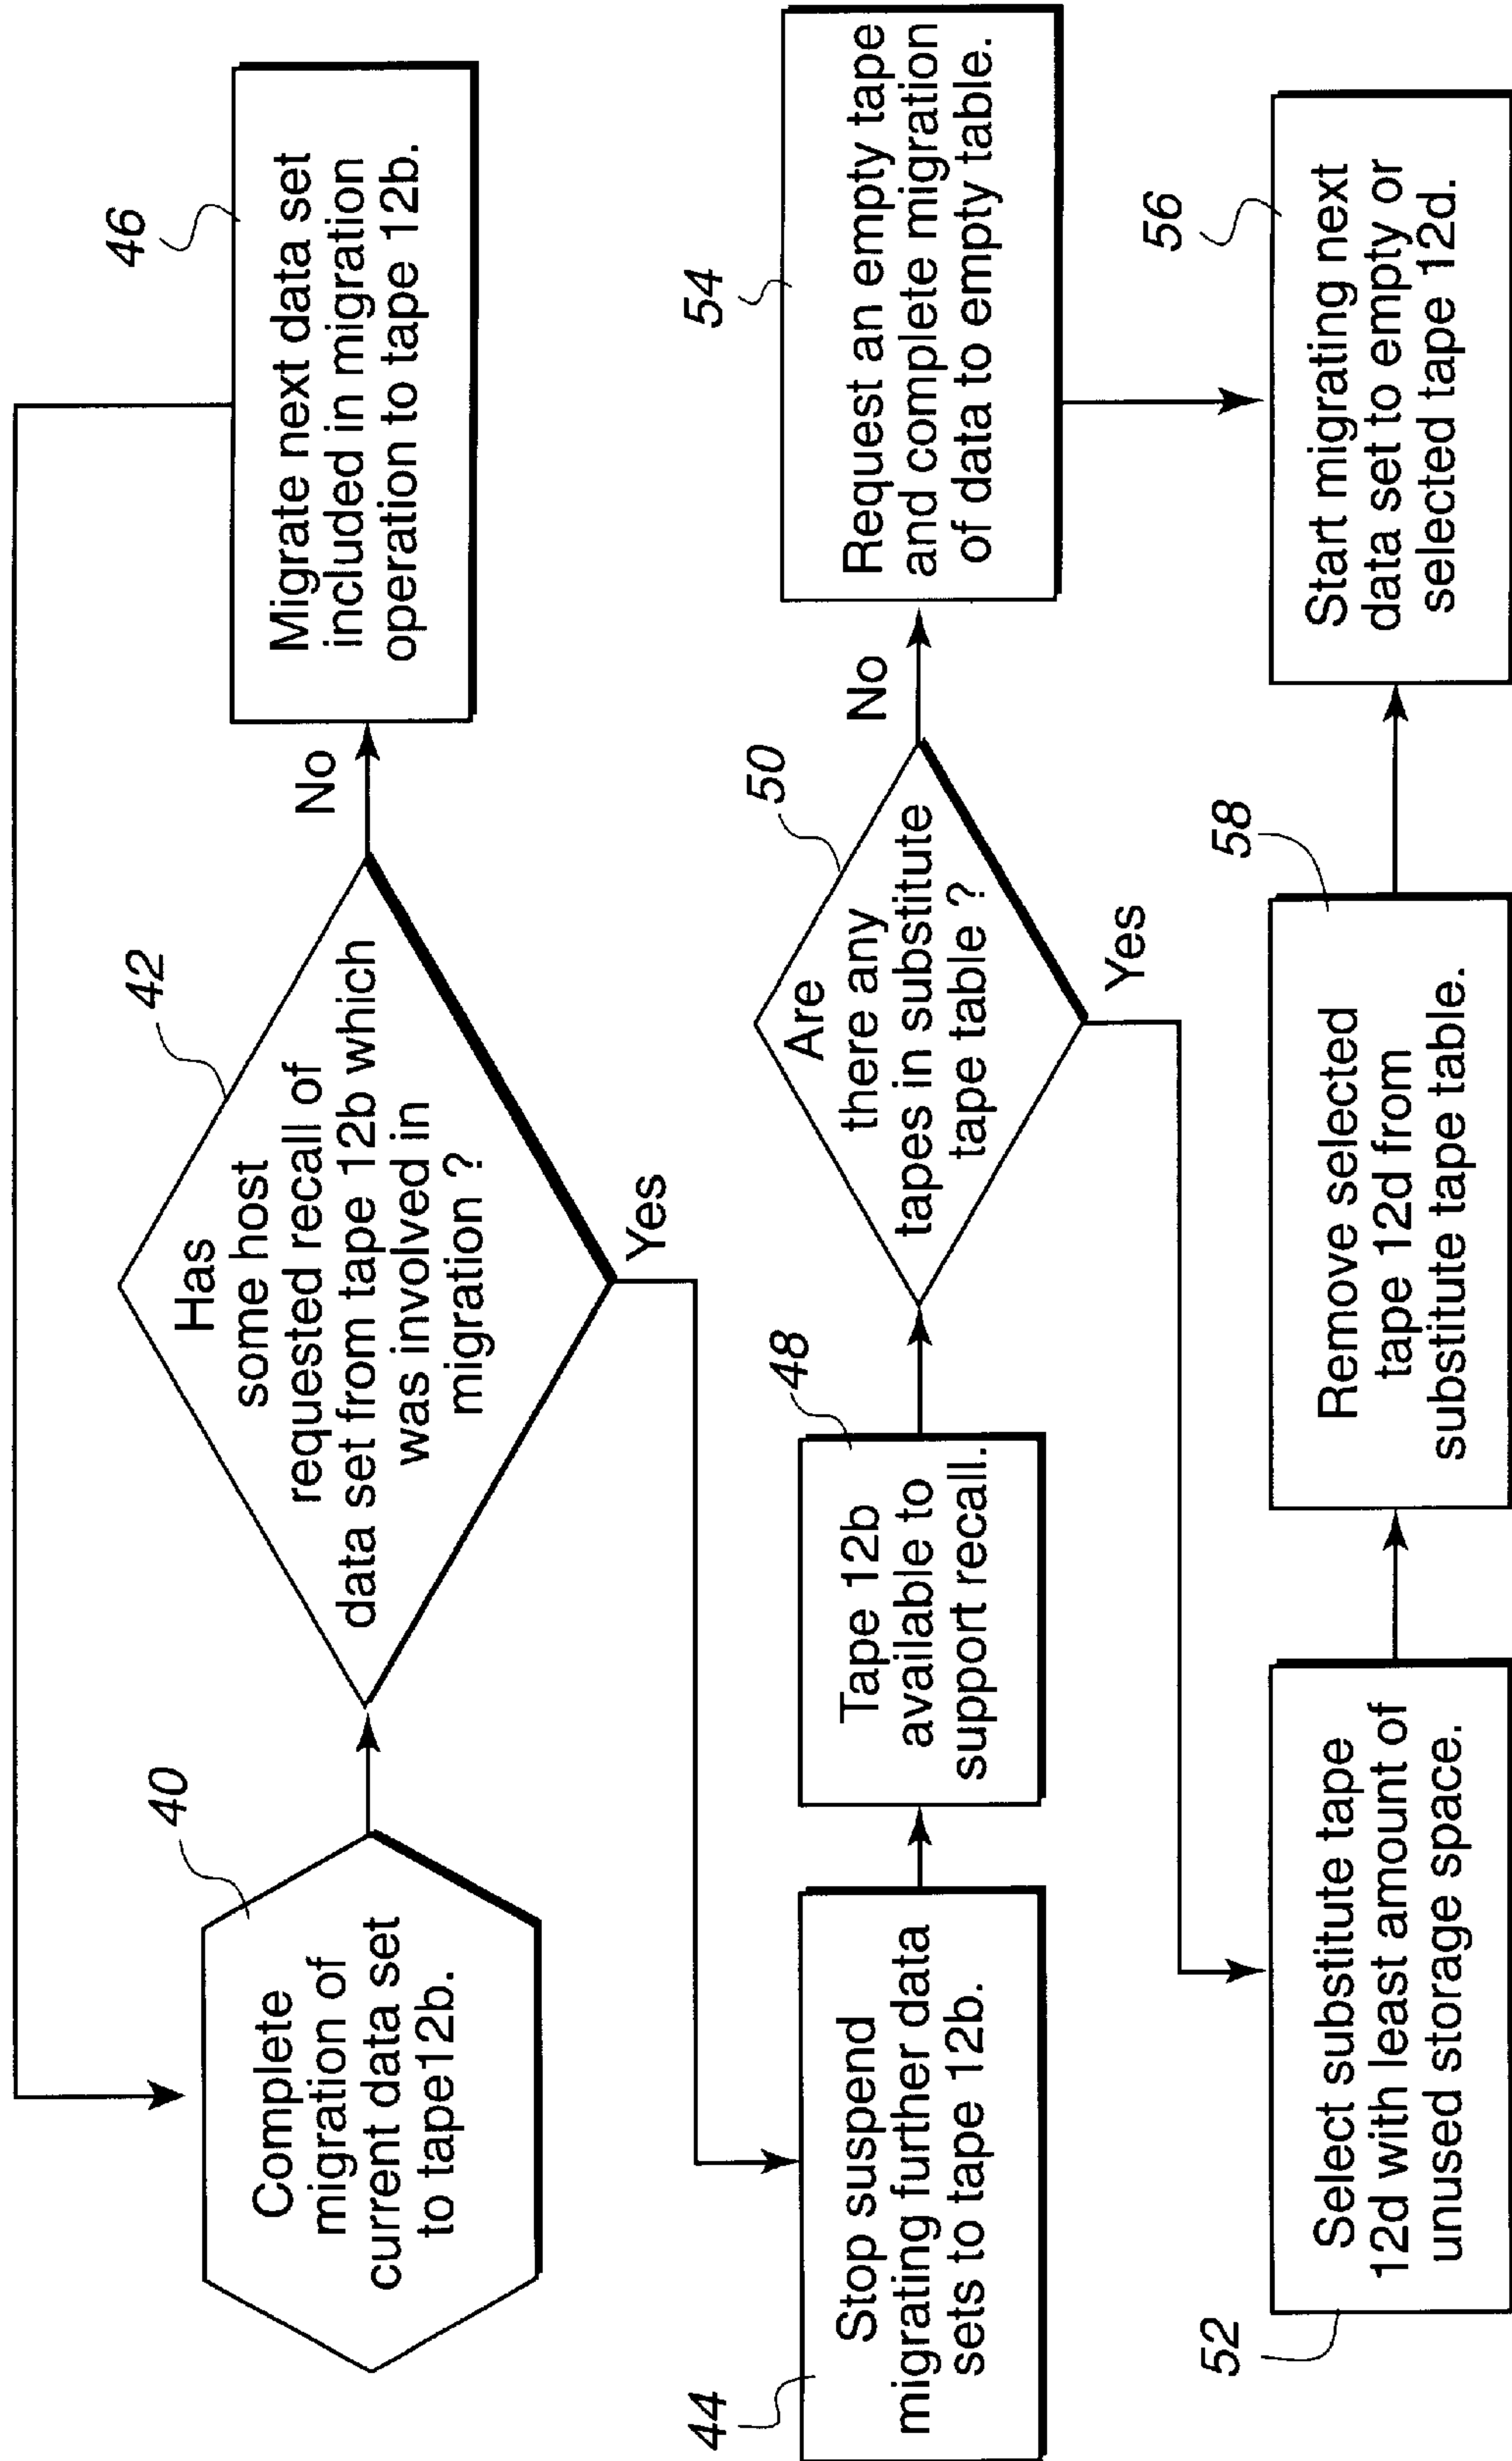 40
Complete
migration of
current data set
to tape12b.
42
Has
some host
requested recall of
data set from tape 12b which
was involved in
migration ?
No
Yes
46
Migrate next data set
included in migration
operation to tape 12b.
44
Stop suspend
migrating further data
sets to tape 12b.
48
Tape 12b
available to
support recall.
50
Are
there any
tapes in substitute
tape table ?
No
Yes
54
Request an empty tape
and complete migration
of data to empty table.
52
Select substitute tape
12d with least amount of
unused storage space.
58
Remove selected
tape 12d from
substitute tape table.
56
Start migrating next
data set to empty or
selected tape 12d.